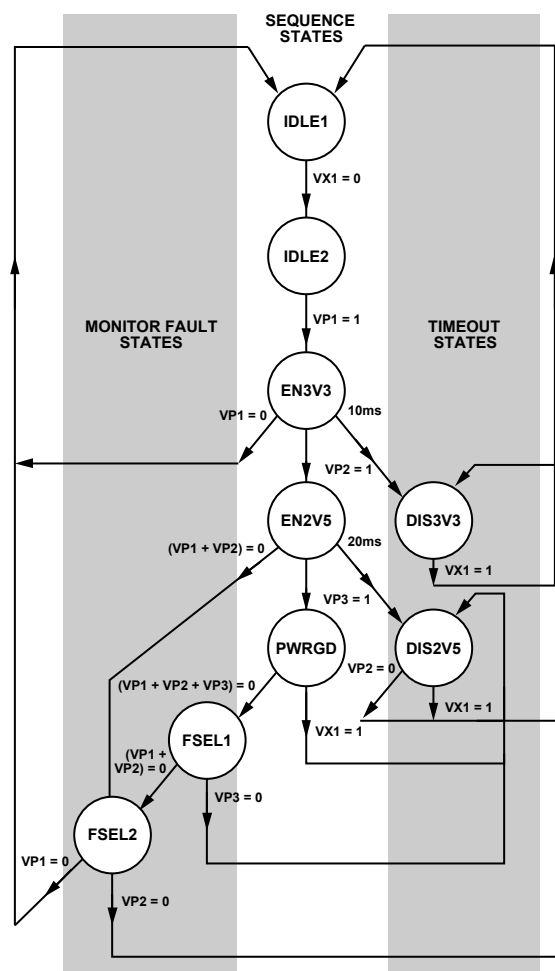 SEQUENCE
STATES
IDLE1
VX1 = 0
IDLE2
MONITOR FAULT
STATES
VP1 = 1
TIMEOUT
STATES
EN3V3
VP1 = 0
10ms
VP2 = 1
EN2V5
DIS3V3
(VP1 + VP2) = 0
20ms
VX1 = 1
VP3 = 1
PWRGD
DIS2V5
VP2 = 0
(VP1 + VP2 + VP3) = 0
VX1 = 1
VX1 = 1
FSEL1
(VP1 +
VP2) = 0
VP3 = 0
FSEL2
VP1 = 0
VP2 = 0